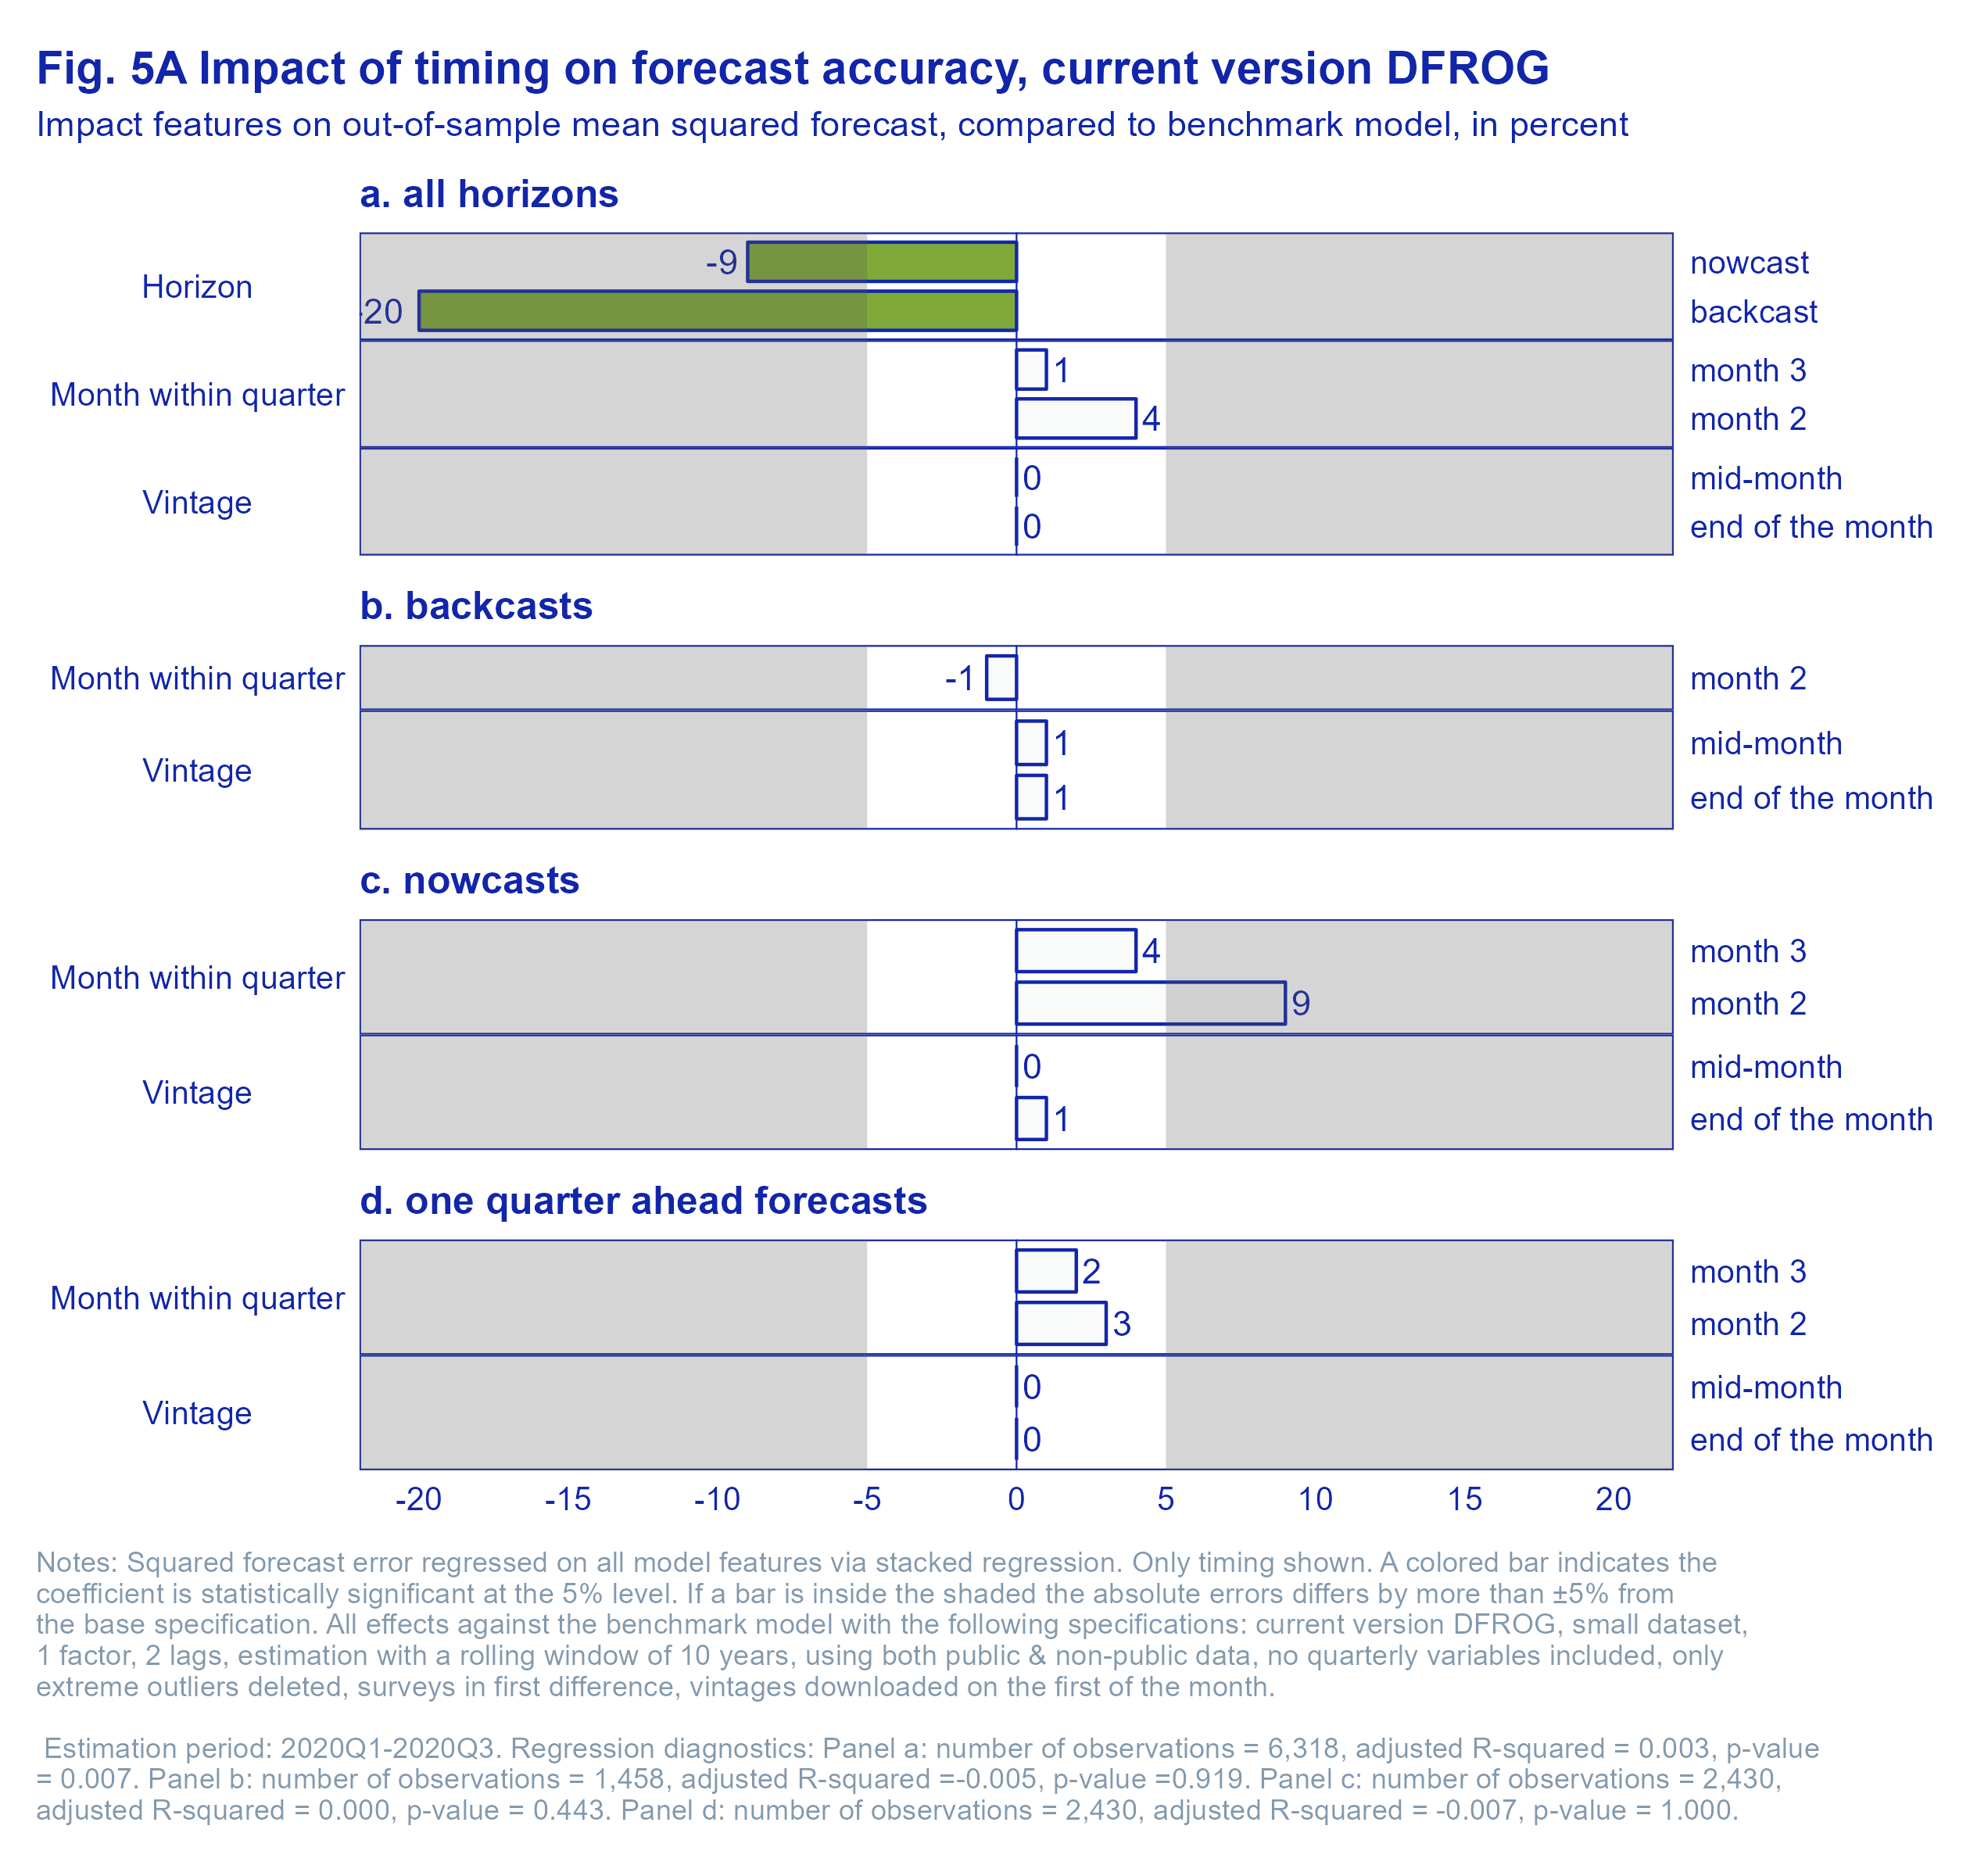 Fig. 5A Impact of timing on forecast accuracy, current version DFROG
Impact features on out-of-sample mean squared forecast, compared to benchmark model, in percent
a. all horizons
Horizon
-9
nowcast
-20
backcast
Month within quarter
1
month 3
4
month 2
Vintage
0
mid-month
0
end of the month
b. backcasts
Month within quarter
-1
month 2
Vintage
1
mid-month
1
end of the month
c. nowcasts
Month within quarter
4
month 3
9
month 2
Vintage
0
mid-month
1
end of the month
d. one quarter ahead forecasts
Month within quarter
2
month 3
3
month 2
Vintage
0
mid-month
0
end of the month
-20 -15 -10 -5 0 5 10 15 20
Notes: Squared forecast error regressed on all model features via stacked regression. Only timing shown. A colored bar indicates the
coefficient is statistically significant at the 5% level. If a bar is inside the shaded the absolute errors differs by more than ±5% from
the base specification. All effects against the benchmark model with the following specifications: current version DFROG, small dataset,
1 factor, 2 lags, estimation with a rolling window of 10 years, using both public & non-public data, no quarterly variables included, only
extreme outliers deleted, surveys in first difference, vintages downloaded on the first of the month.
Estimation period: 2020Q1-2020Q3. Regression diagnostics: Panel a: number of observations = 6,318, adjusted R-squared = 0.003, p-value
= 0.007. Panel b: number of observations = 1,458, adjusted R-squared =-0.005, p-value =0.919. Panel c: number of observations = 2,430,
adjusted R-squared = 0.000, p-value = 0.443. Panel d: number of observations = 2,430, adjusted R-squared = -0.007, p-value = 1.000.